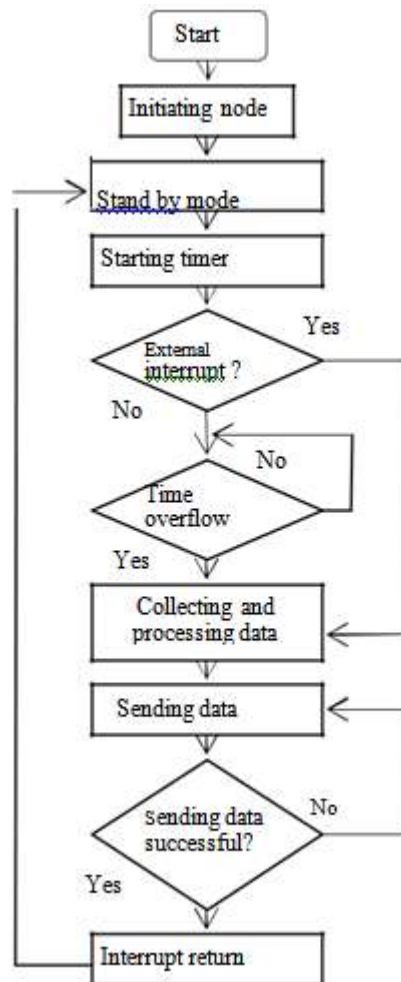 Start
Initiating node
Stand by mode
Starting timer
Yes
External
interrupt ?
No
No
Time
overflow
Yes
Collecting and
processing data
Sending data
Sending data
successful?
No
Yes
Interrupt return